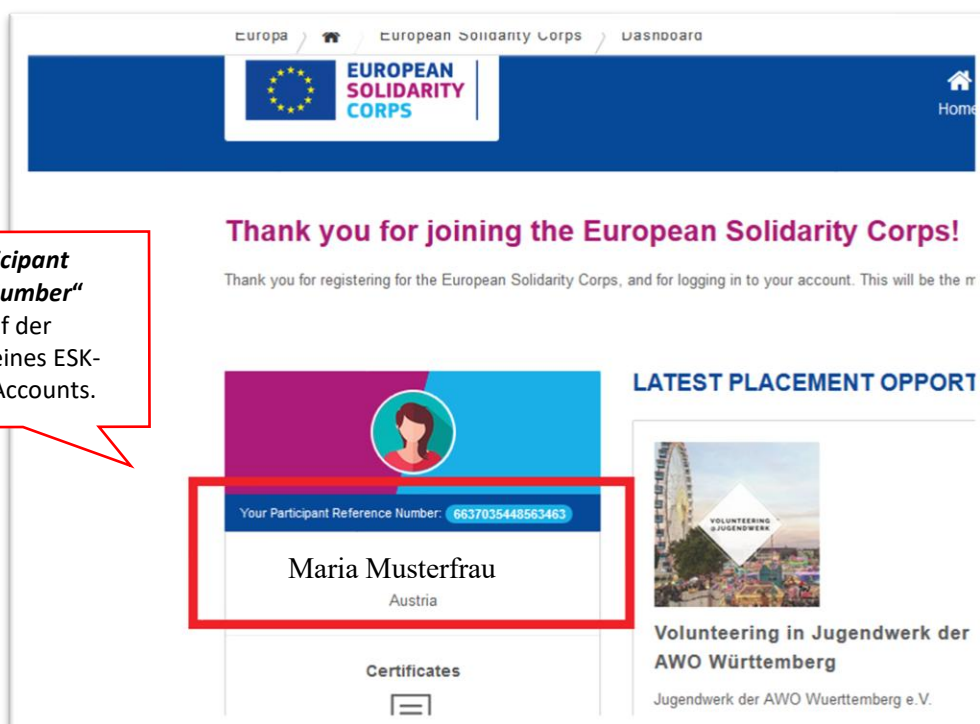 Europa European Solidarity Corps Dashboard
EUROPEAN
SOLIDARITY
CORPS
Home
Thank you for joining the European Solidarity Corps!
Thank you for registering for the European Solidarity Corps, and for logging in to your account. This will be the m
cipant
umber“
f der
eines ESK-
Accounts.
LATEST PLACEMENT OPPORT
Your Participant Reference Number: 6637035448563463
Maria Musterfrau
Austria
Certificates
VOLUNTEERING
@JUGENDWERK
Volunteering in Jugendwerk der
AWO Württemberg
Jugendwerk der AWO Wuerttemberg e.V.